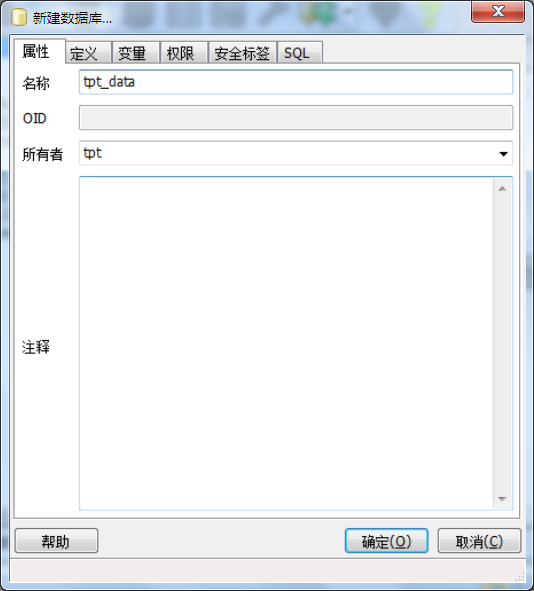 新建数据库...
属性 定义 变量 权限 安全标签 SQL
名称 tpt_data
OID
所有者 tpt
注释
帮助 确定(O) 取消(C)